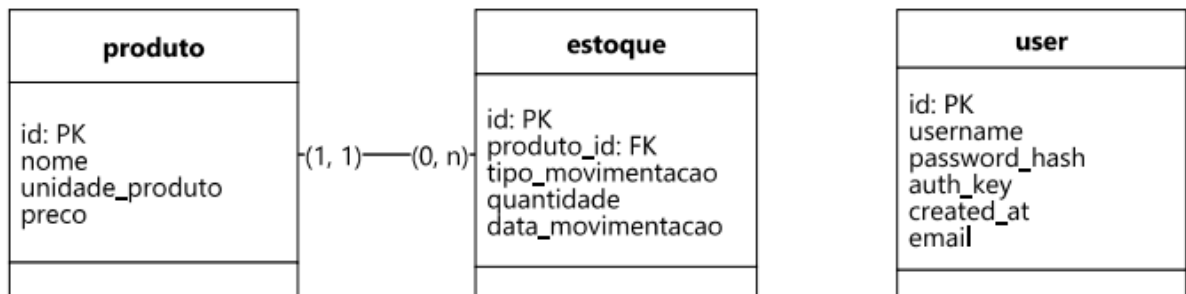 produto
id: PK
nome
unidade_produto
preco
(1, 1)
(0, n)
estoque
id: PK
produto_id: FK
tipo_movimentacao
quantidade
data_movimentacao
user
id: PK
username
password_hash
auth_key
created_at
email